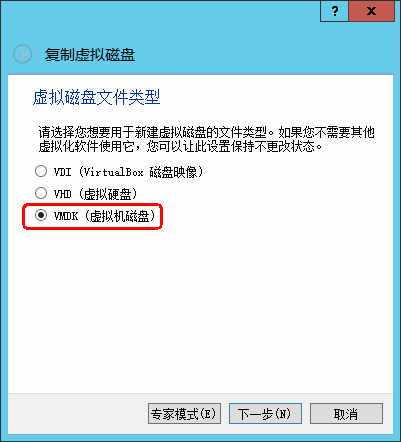 ? X
复制虚拟磁盘
虚拟磁盘文件类型
请选择您想要用于新建虚拟磁盘的文件类型。如果您不需要其他
虚拟化软件使用它，您可以让此设置保持不更改状态。
VDI (VirtualBox 磁盘映像)
VHD (虚拟硬盘)
VMDK (虚拟机磁盘)
专家模式(E) 下一步(N) 取消